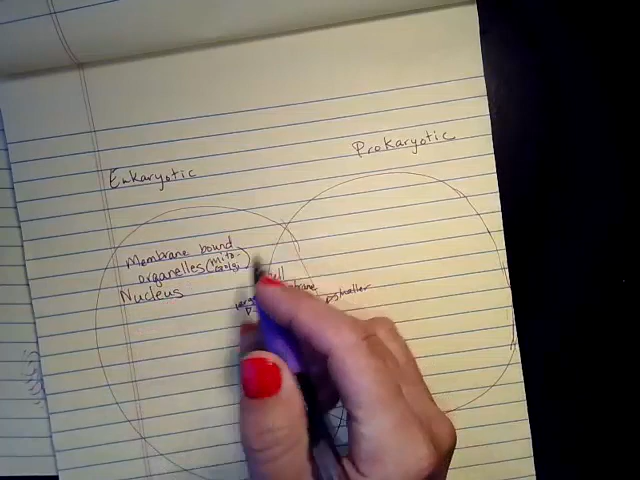 Prokaryotic
Eukaryotic
Membrane bound
organelles (mito.
golgi
Nucleus
smaller